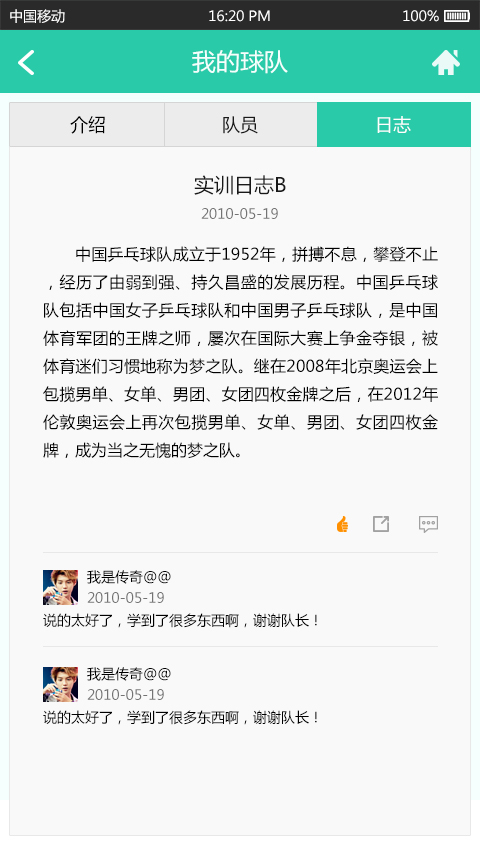 中国移动 16:20 PM 100%
我的球队
介绍 队员 日志
实训日志B
2010-05-19
中国乒乓球队成立于1952年，拼搏不息，攀登不止
，经历了由弱到强、持久昌盛的发展历程。中国乒乓球
队包括中国女子乒乓球队和中国男子乒乓球队，是中国
体育军团的王牌之师，屡次在国际大赛上争金夺银，被
体育迷们习惯地称为梦之队。继在2008年北京奥运会上
包揽男单、女单、男团、女团四枚金牌之后，在2012年
伦敦奥运会上再次包揽男单、女单、男团、女团四枚金
牌，成为当之无愧的梦之队。
我是传奇@@
2010-05-19
说的太好了，学到了很多东西啊，谢谢队长！
我是传奇@@
2010-05-19
说的太好了，学到了很多东西啊，谢谢队长！